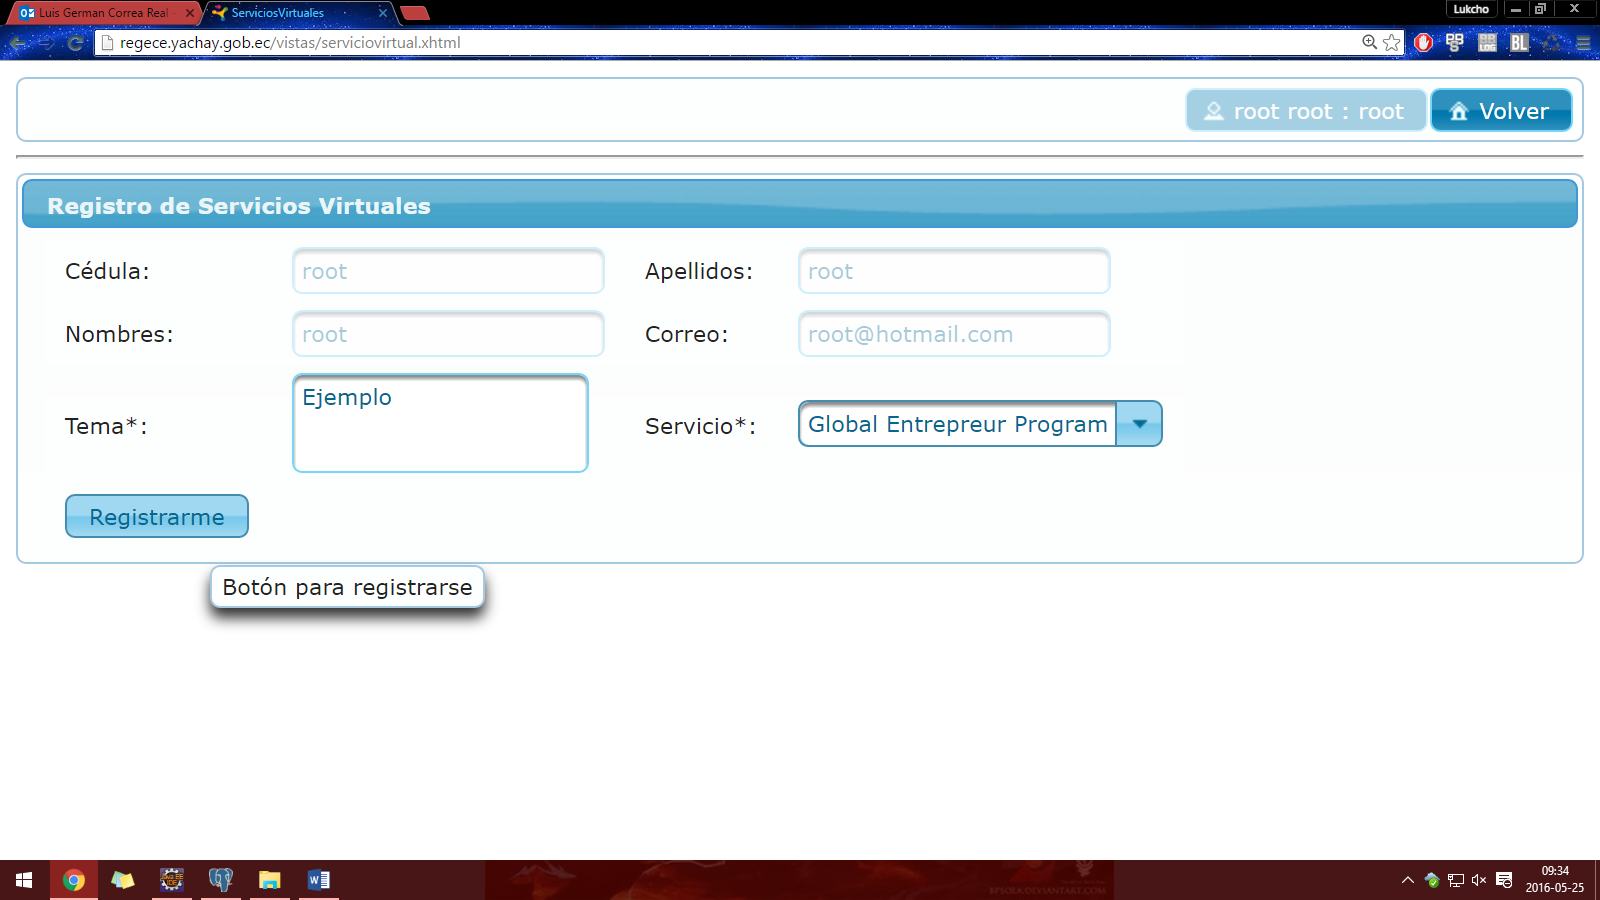 Luis German Correa Real
ServiciosVirtuales
Lukcho
regece.yachay.gob.ec/vistas/serviciovirtual.xhtml
root root : root
Volver
Registro de Servicios Virtuales
Cédula:
root
Apellidos:
root
Nombres:
root
Correo:
root@hotmail.com
Tema*:
Ejemplo
Servicio*:
Global Entrepreur Program
Registrarme
Botón para registrarse
09:34
2016-05-25